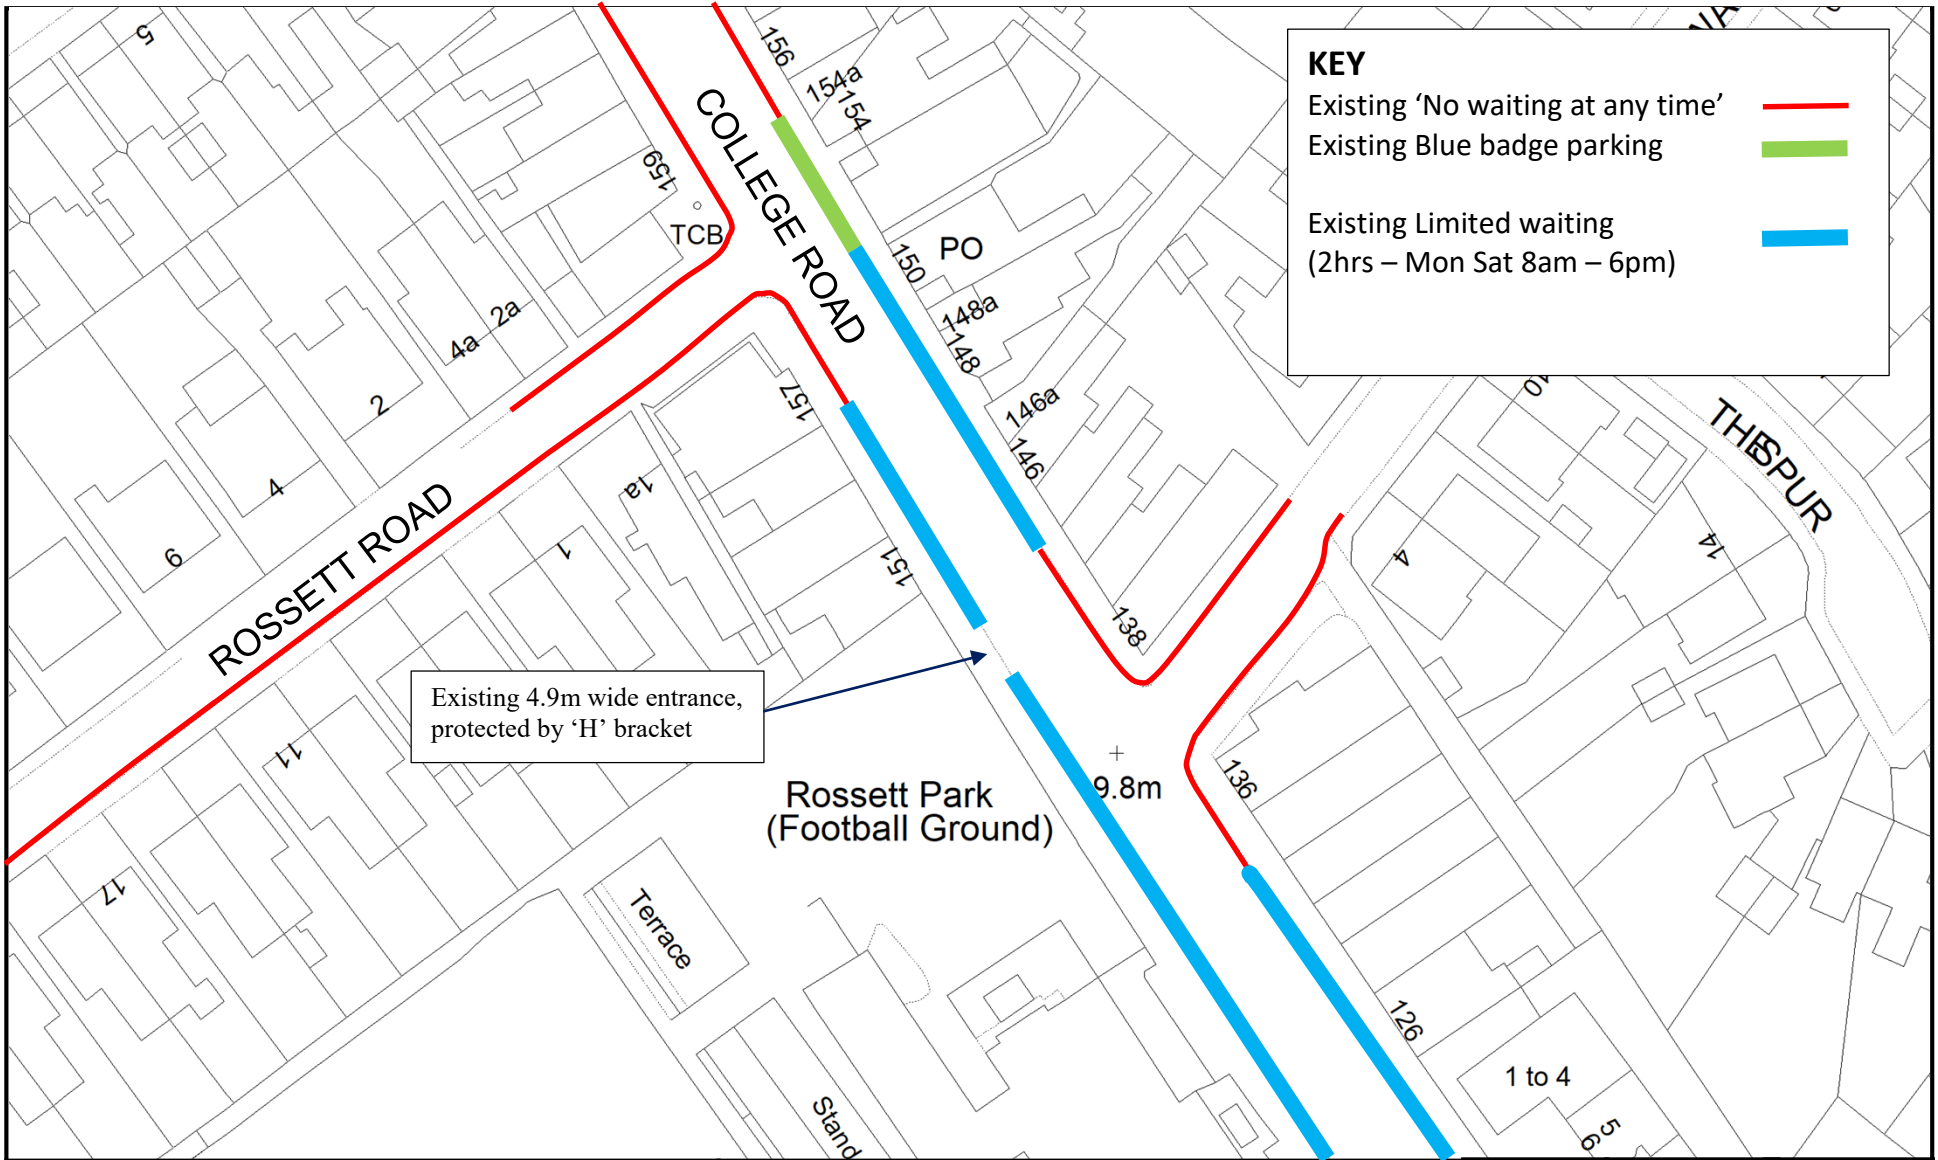 KEY
Existing ‘No waiting at any time’
Existing Blue badge parking
Existing Limited waiting
(2hrs – Mon Sat 8am – 6pm)
5
156
154a
154
159
TCB
COLLEGE ROAD
150
PO
148a
148
146a
146
2a
4a
2
4
9
157
1a
1
151
ROSSETT ROAD
138
10
THE SPUR
14
4
Existing 4.9m wide entrance,
protected by ‘H’ bracket
11
17
Rossett Park
(Football Ground)
9.8m
136
Terrace
Stand
126
1 to 4
5
6